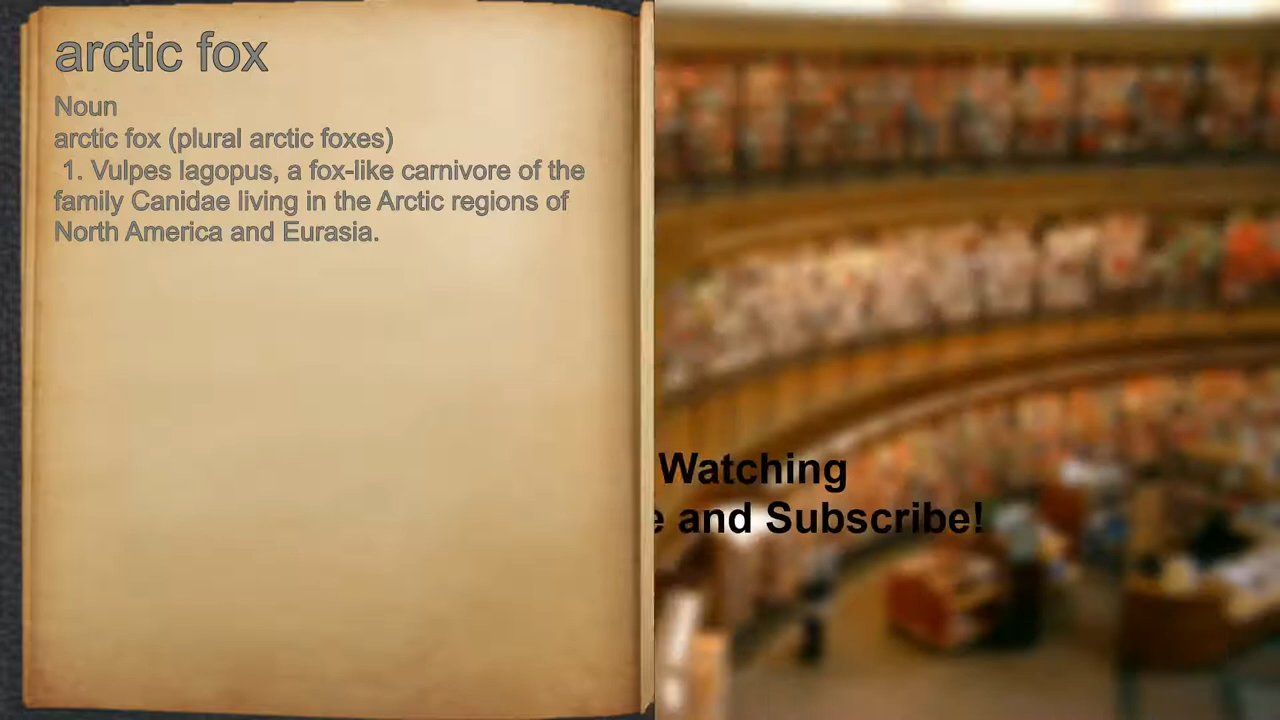 arctic fox
Noun
arctic fox (plural arctic foxes)
1. Vulpes lagopus, a fox-like carnivore of the
family Canidae living in the Arctic regions of
North America and Eurasia.
Watching
and Subscribe!